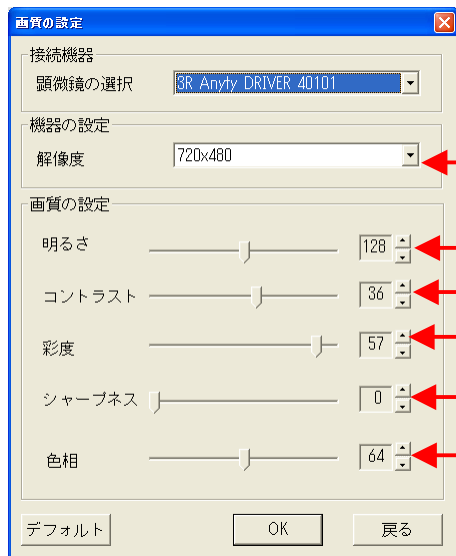 画質の設定
接続機器
顕微鏡の選択 3R Anyty DRIVER 40101
機器の設定
解像度 720x480
画質の設定
明るさ 128
コントラスト 36
彩度 57
シャープネス 0
色相 64
デフォルト OK 戻る